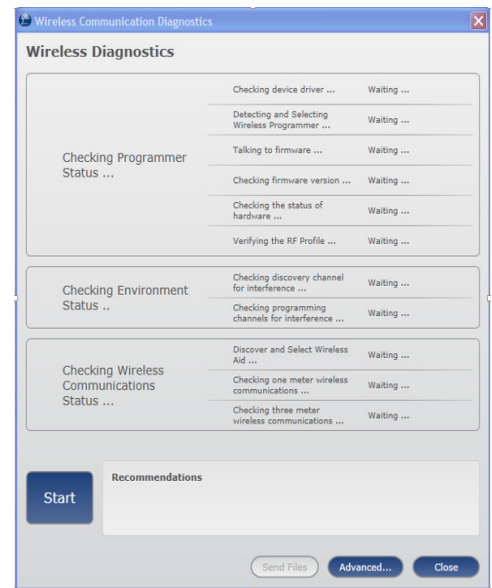 Wireless Communication Diagnostics
Wireless Diagnostics
Checking Programmer
Status ...
Checking device driver ... Waiting ...
Detecting and Selecting
Wireless Programmer ... Waiting ...
Talking to firmware ... Waiting ...
Checking firmware version ... Waiting ...
Checking the status of
hardware ... Waiting ...
Verifying the RF Profile ... Waiting ...
Checking Environment
Status ..
Checking discovery channel
for interference ... Waiting ...
Checking programming
channels for interference ... Waiting ...
Checking Wireless
Communications
Status ...
Discover and Select Wireless
Aid ... Waiting ...
Checking one meter wireless
communications ... Waiting ...
Checking three meter
wireless communications ... Waiting ...
Start
Recommendations
Send Files Advanced... Close